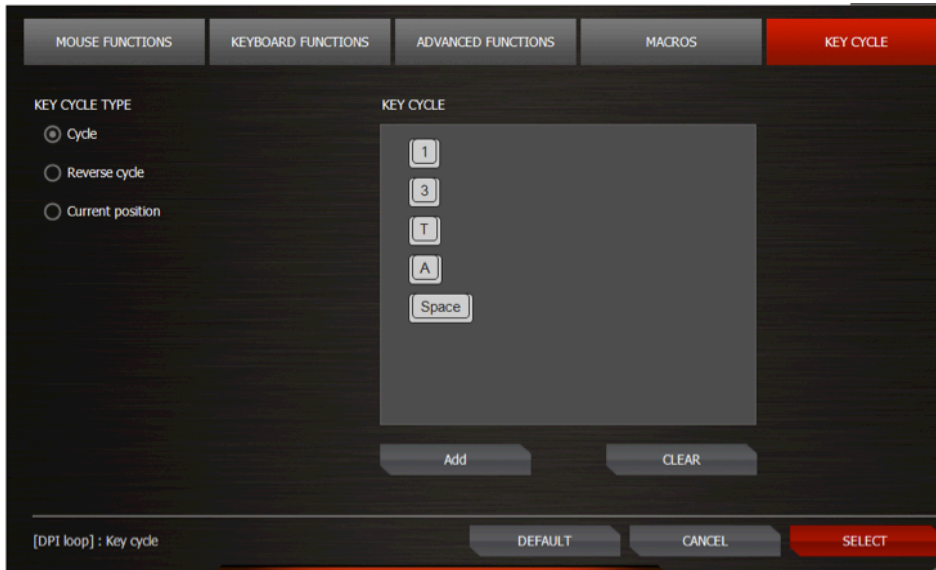 MOUSE FUNCTIONS
KEYBOARD FUNCTIONS
ADVANCED FUNCTIONS
MACROS
KEY CYCLE
KEY CYCLE TYPE
Cycle
Reverse cycle
Current position
KEY CYCLE
1
3
T
A
Space
Add
CLEAR
[DPI loop] : Key cycle
DEFAULT
CANCEL
SELECT